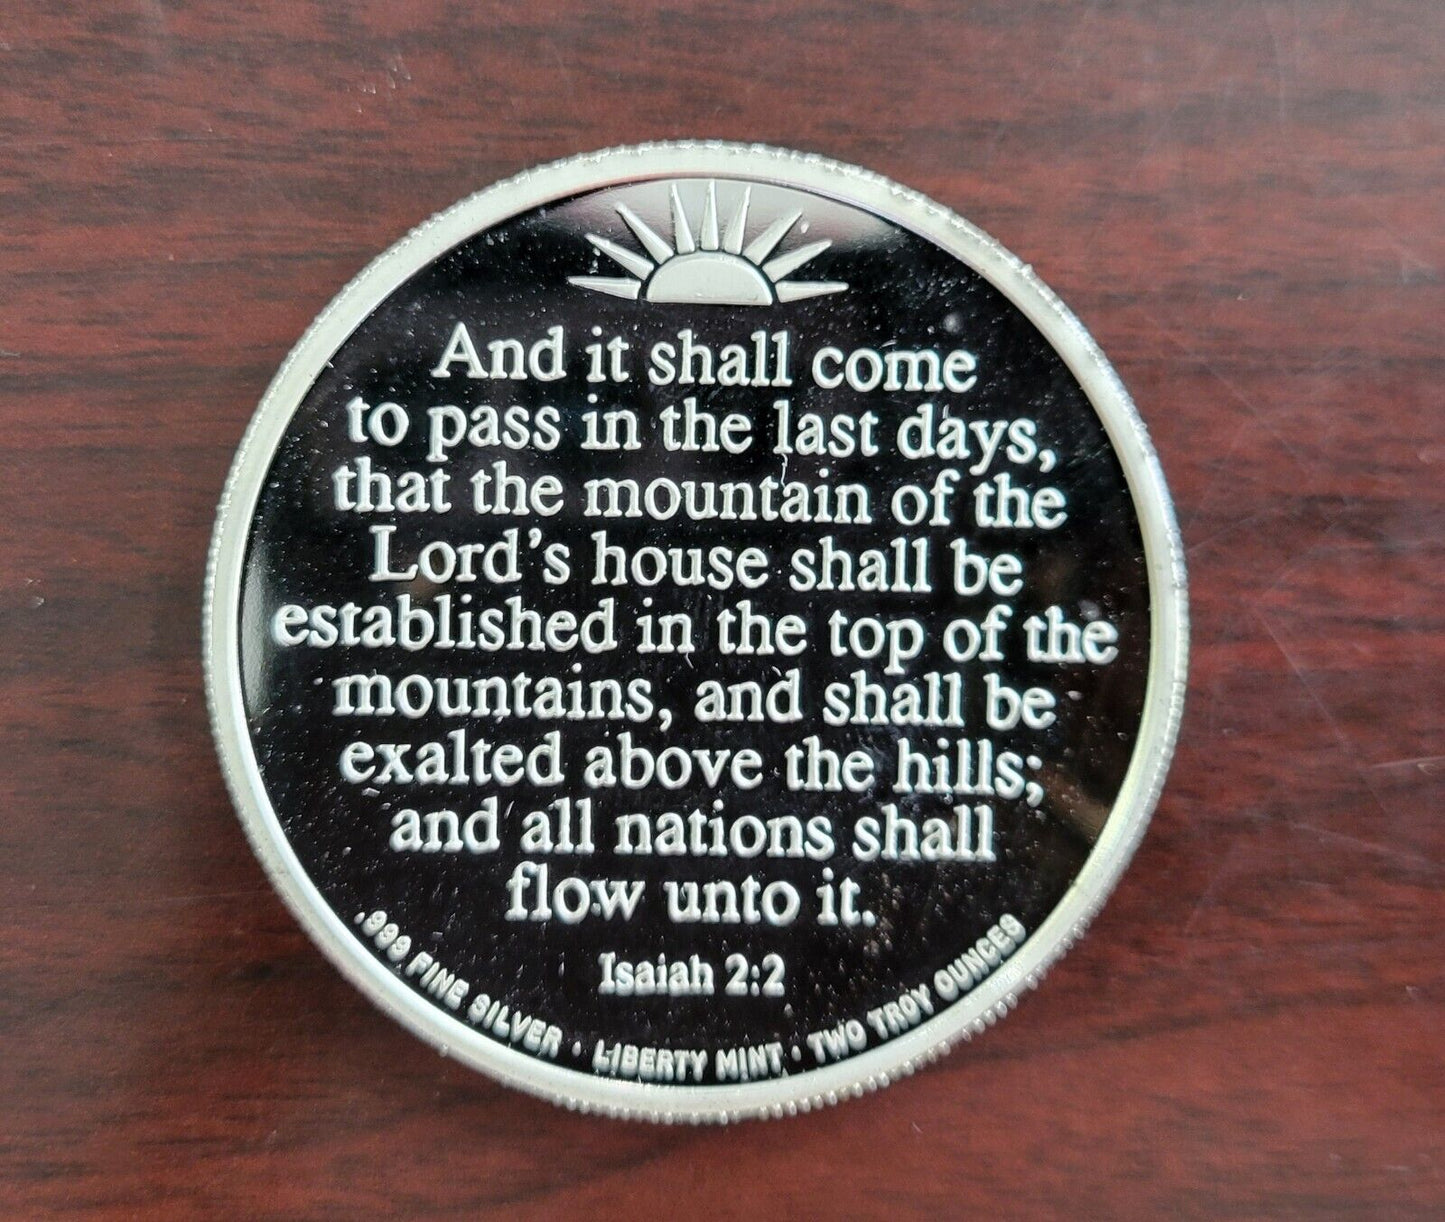 And it shall come
to pass in the last days,
that the mountain of the
Lord's house shall be
established in the top of the
mountains, and shall be
exalted above the hills;
and all nations shall
flow unto it.
Isaiah 2:2
.999 FINE SILVER · LIBERTY MINT · TWO TROY OUNCES